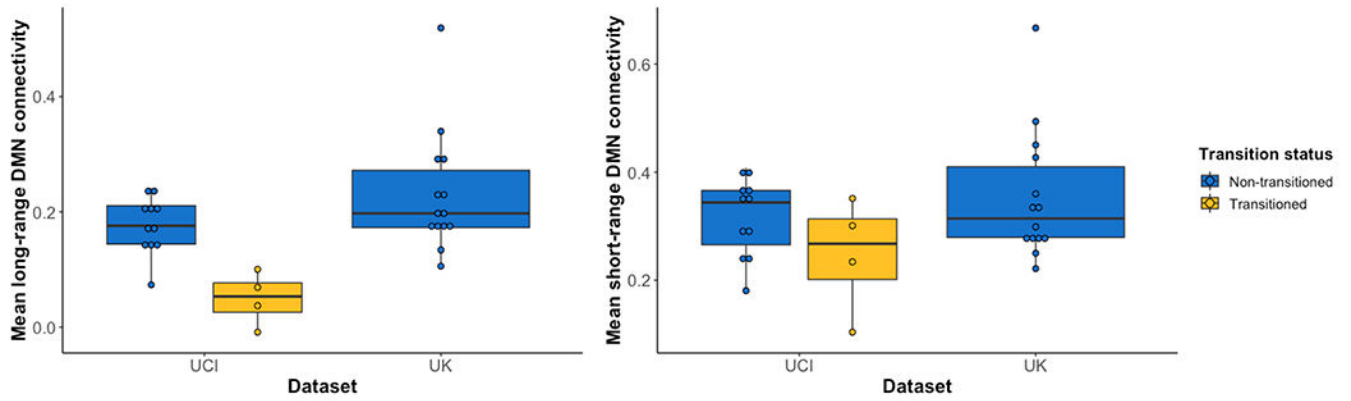 Mean long-range DMN connectivity
0.4
0.2
0.0
UCI
UK
Dataset
Mean short-range DMN connectivity
0.6
0.4
0.2
UCI
UK
Dataset
Transition status
Non-transitioned
Transitioned